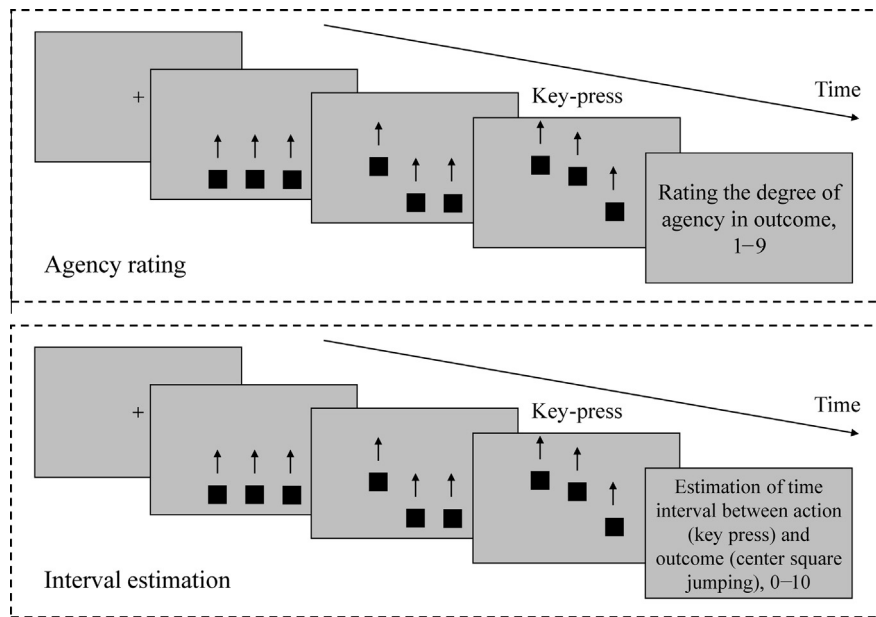 +
Key-press
Time
Rating the degree of
agency in outcome,
1−9
Agency rating
+
Key-press
Time
Estimation of time
interval between action
(key press) and
outcome (center square
jumping), 0−10
Interval estimation